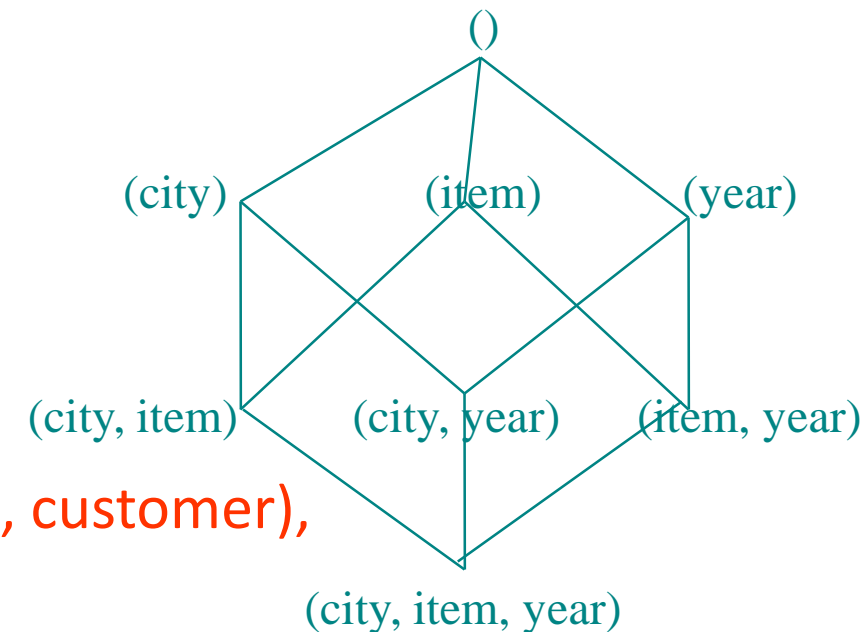 ()
(city) (item) (year)
(city, item) (city, year) (item, year)
, customer),
(city, item, year)